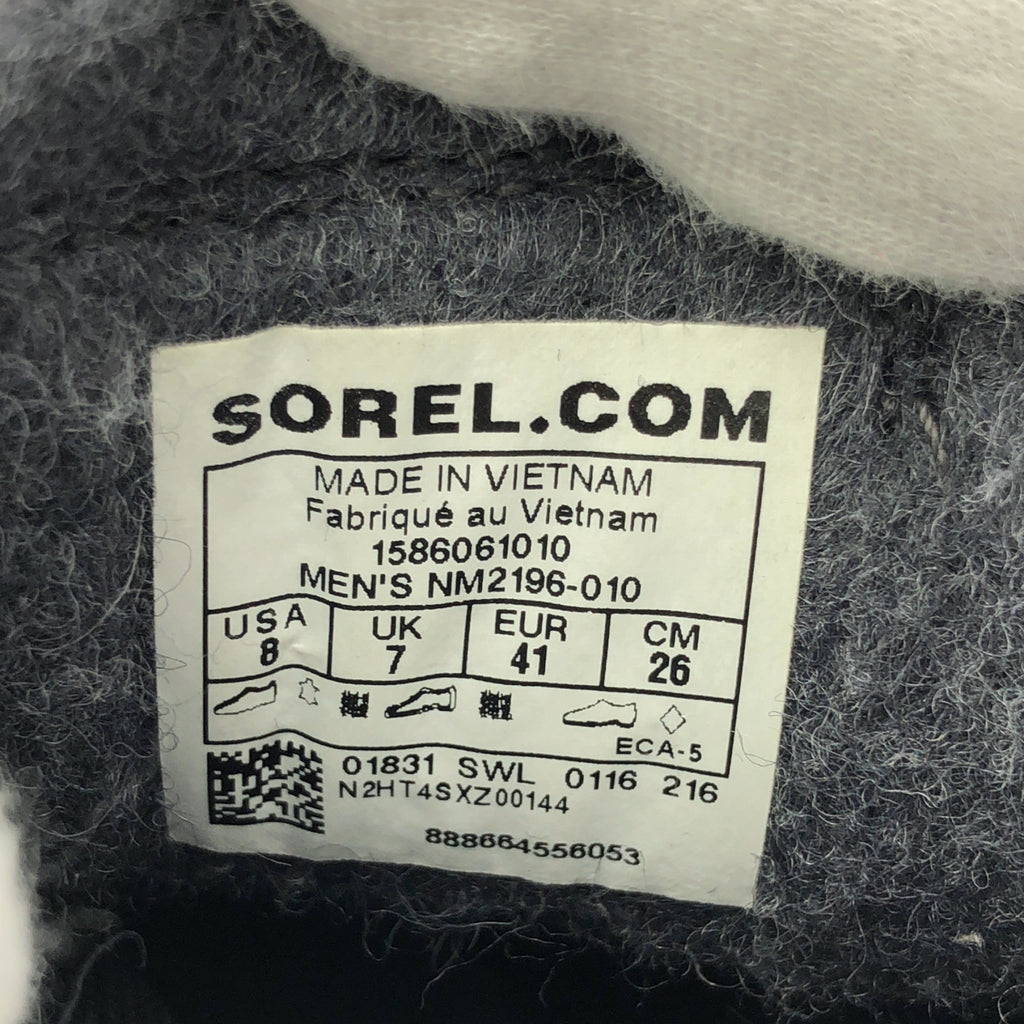 SOREL.COM
MADE IN VIETNAM
Fabriqué au Vietnam
1586061010
MEN'S NM2196-010
USA UK EUR CM
8 7 41 26
ECA-5
01831 SWL 0116 216
N2HT4SXZ00144
888664556053